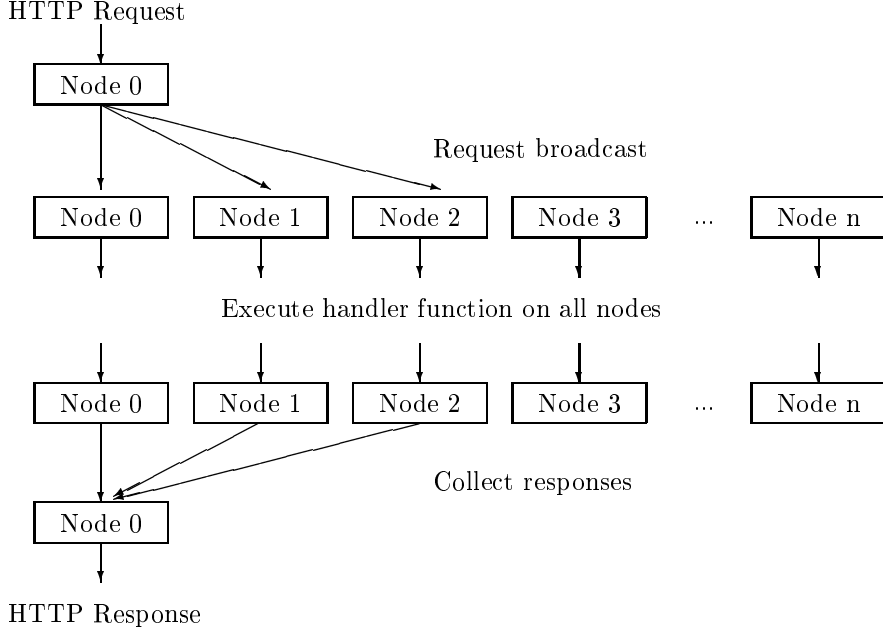 HTTP Request
Node 0
Request broadcast
Node 0 Node 1 Node 2 Node 3 ... Node n
Execute handler function on all nodes
Node 0 Node 1 Node 2 Node 3 ... Node n
Collect responses
Node 0
HTTP Response